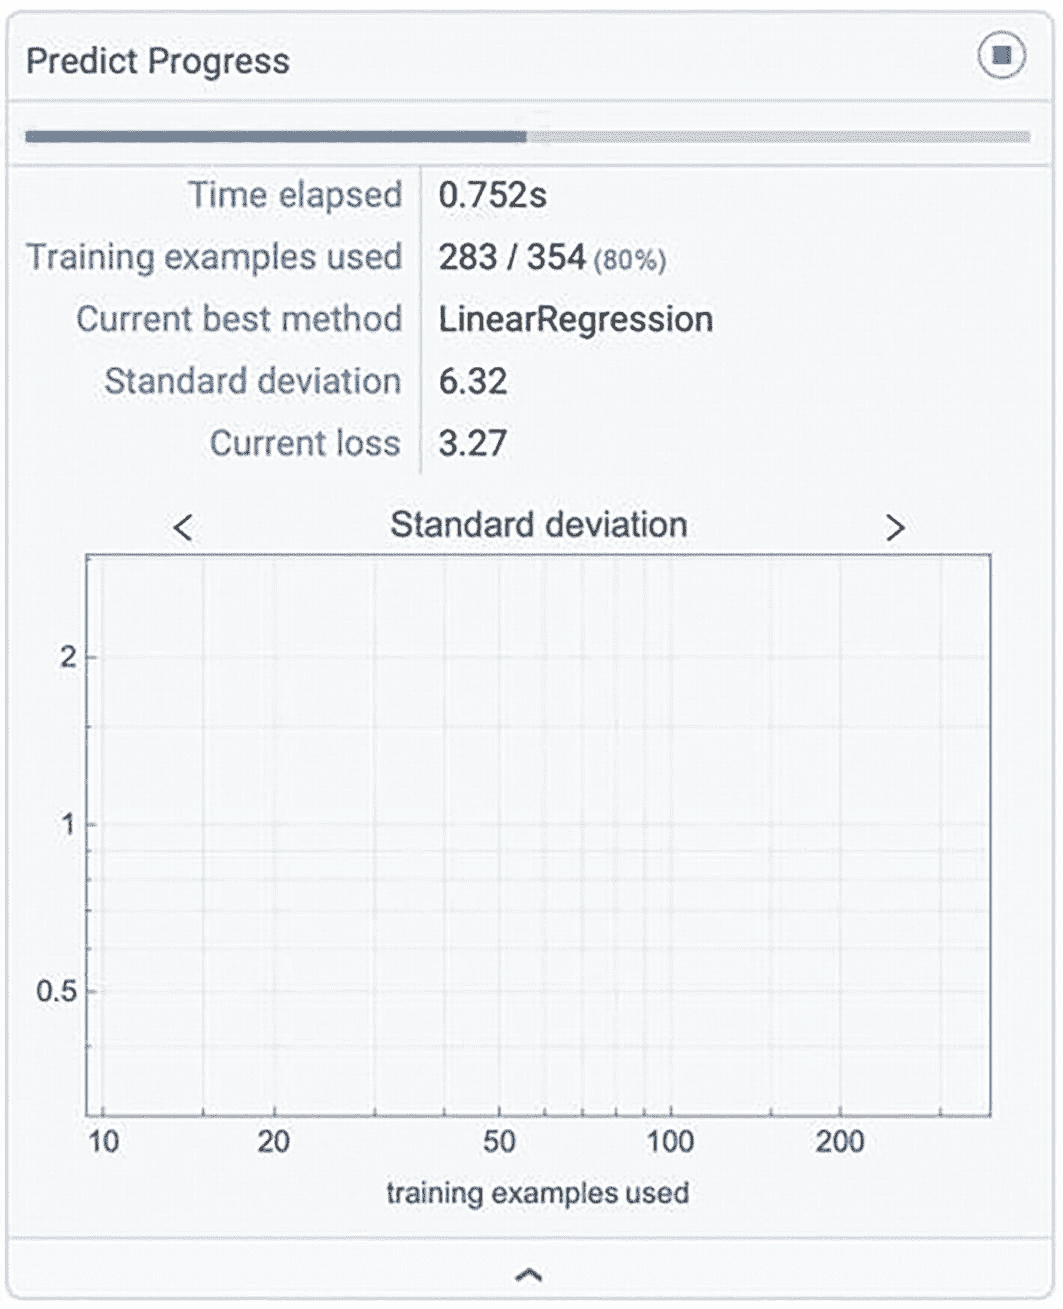 Predict Progress
Time elapsed 0.752s
Training examples used 283 / 354 (80%)
Current best method LinearRegression
Standard deviation 6.32
Current loss 3.27
< Standard deviation >
2
1
0.5
10 20 50 100 200
training examples used